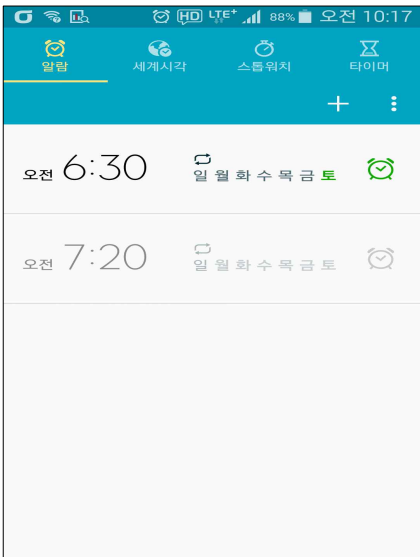 HD LTE+ 88% 오전 10:17
알람 세계시각 스톱워치 타이머
오전 6:30 일 월 화 수 목 금 토
오전 7:20 일 월 화 수 목 금 토